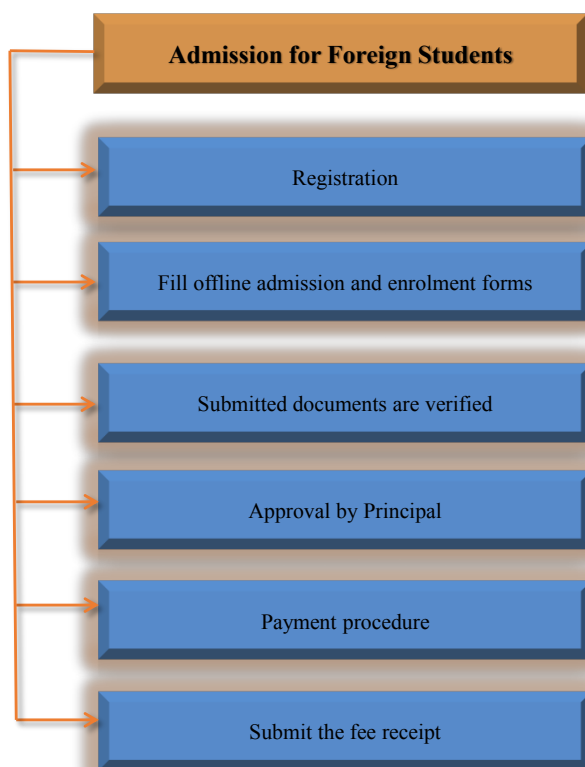 Admission for Foreign Students
Registration
Fill offline admission and enrolment forms
Submitted documents are verified
Approval by Principal
Payment procedure
Submit the fee receipt